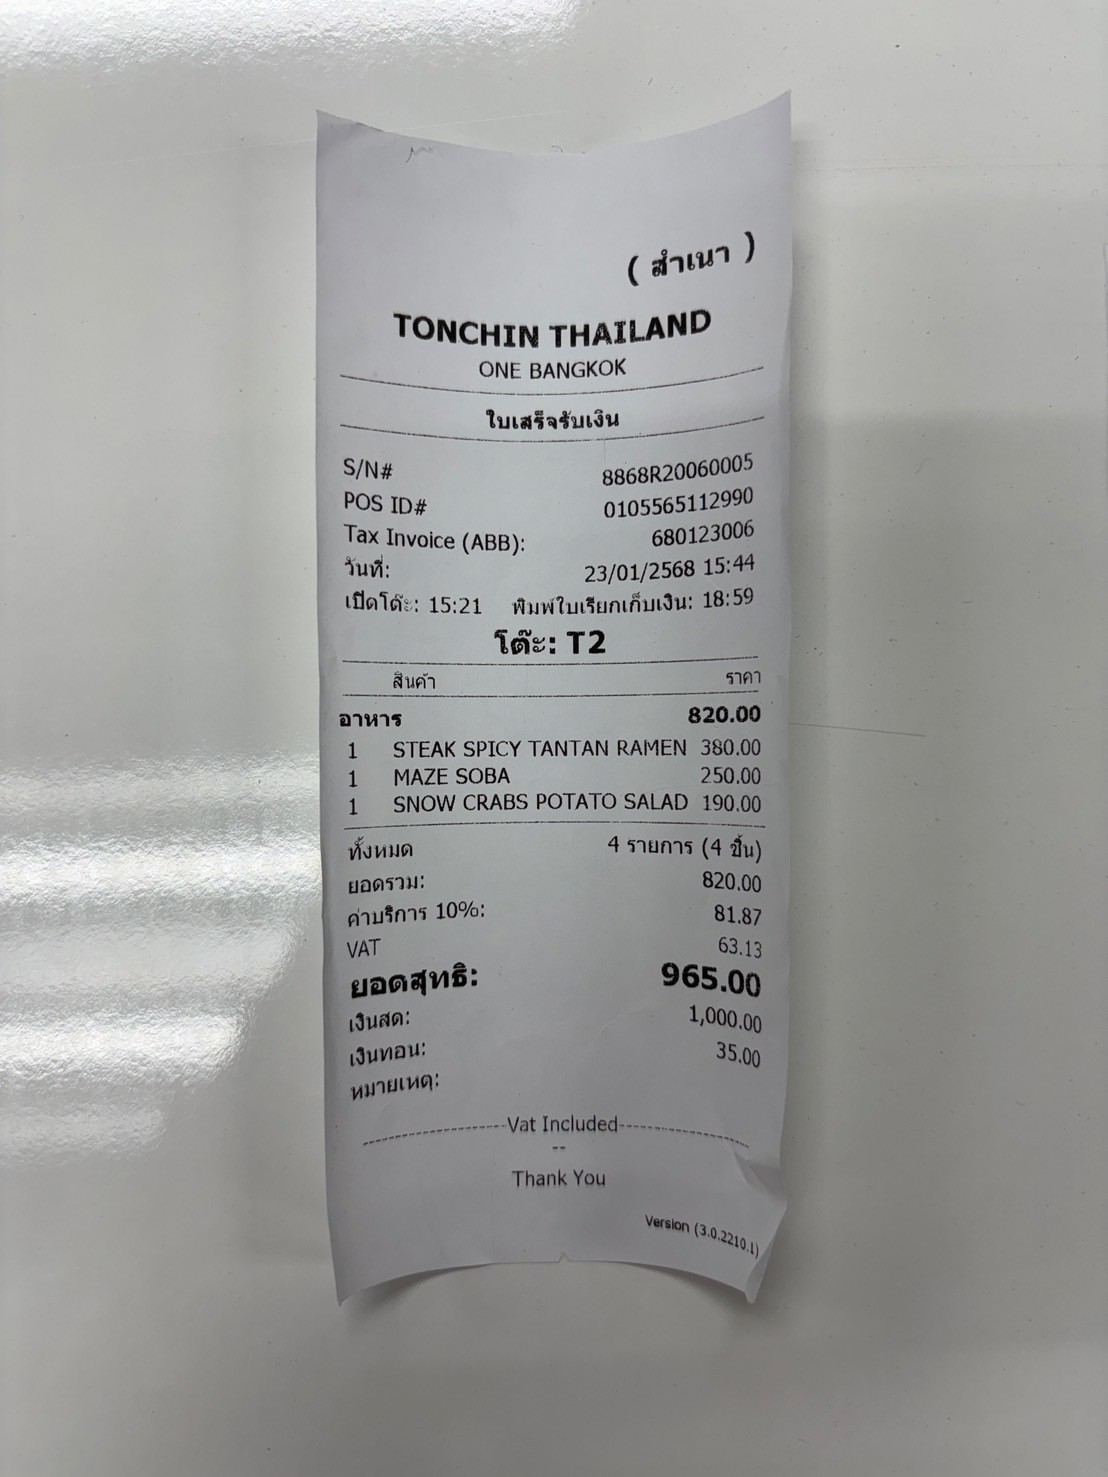 ( สำเนา )
TONCHIN THAILAND
ONE BANGKOK
ใบเสร็จรับเงิน
S/N# 8868R20060005
POS ID# 0105565112990
Tax Invoice (ABB): 680123006
วันที่: 23/01/2568 15:44
เปิดโต๊ะ: 15:21 พิมพ์ใบเรียกเก็บเงิน: 18:59
โต๊ะ: T2
สินค้า ราคา
อาหาร 820.00
1 STEAK SPICY TANTAN RAMEN 380.00
1 MAZE SOBA 250.00
1 SNOW CRABS POTATO SALAD 190.00
ทั้งหมด 4 รายการ (4 ชิ้น)
ยอดรวม: 820.00
ค่าบริการ 10%: 81.87
VAT 63.13
ยอดสุทธิ: 965.00
เงินสด: 1,000.00
เงินทอน: 35.00
หมายเหตุ:
--------------------Vat Included--------------------
--
Thank You
Version (3.0.2210.1)